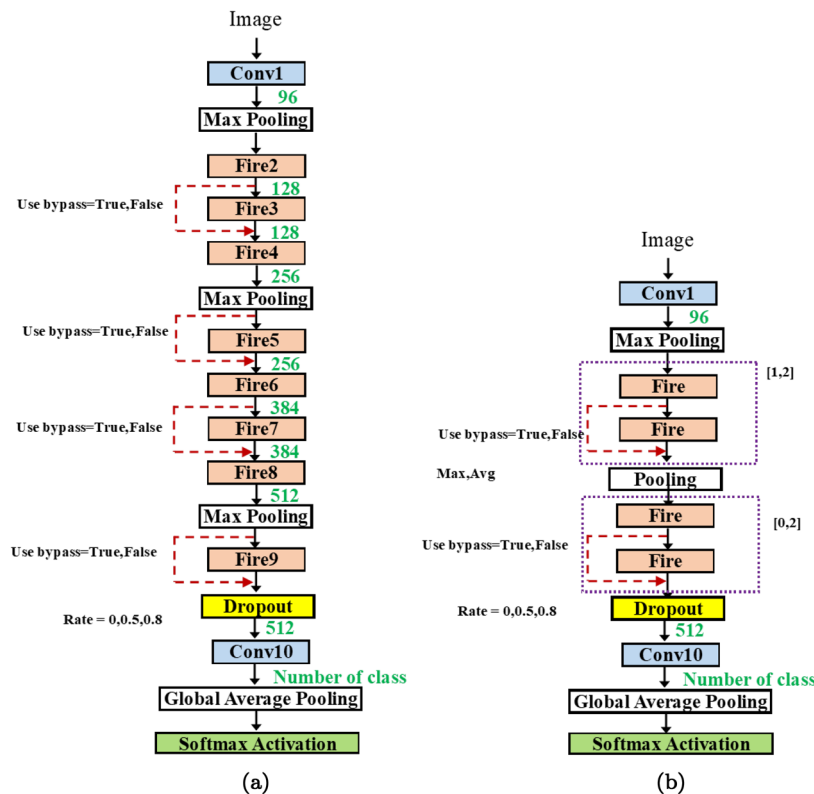 Image
Conv1
96
Max Pooling
Fire2
128
Use bypass=True,False
Fire3
128
Fire4
256
Max Pooling
Use bypass=True,False
Fire5
256
Fire6
384
Use bypass=True,False
Fire7
384
Fire8
512
Max Pooling
Use bypass=True,False
Fire9
Dropout
Rate = 0,0.5,0.8
512
Conv10
Number of class
Global Average Pooling
Softmax Activation
(a)
Image
Conv1
96
Max Pooling
[1,2]
Fire
Use bypass=True,False
Fire
Max,Avg
Pooling
Fire
[0,2]
Use bypass=True,False
Fire
Dropout
Rate = 0,0.5,0.8
512
Conv10
Number of class
Global Average Pooling
Softmax Activation
(b)